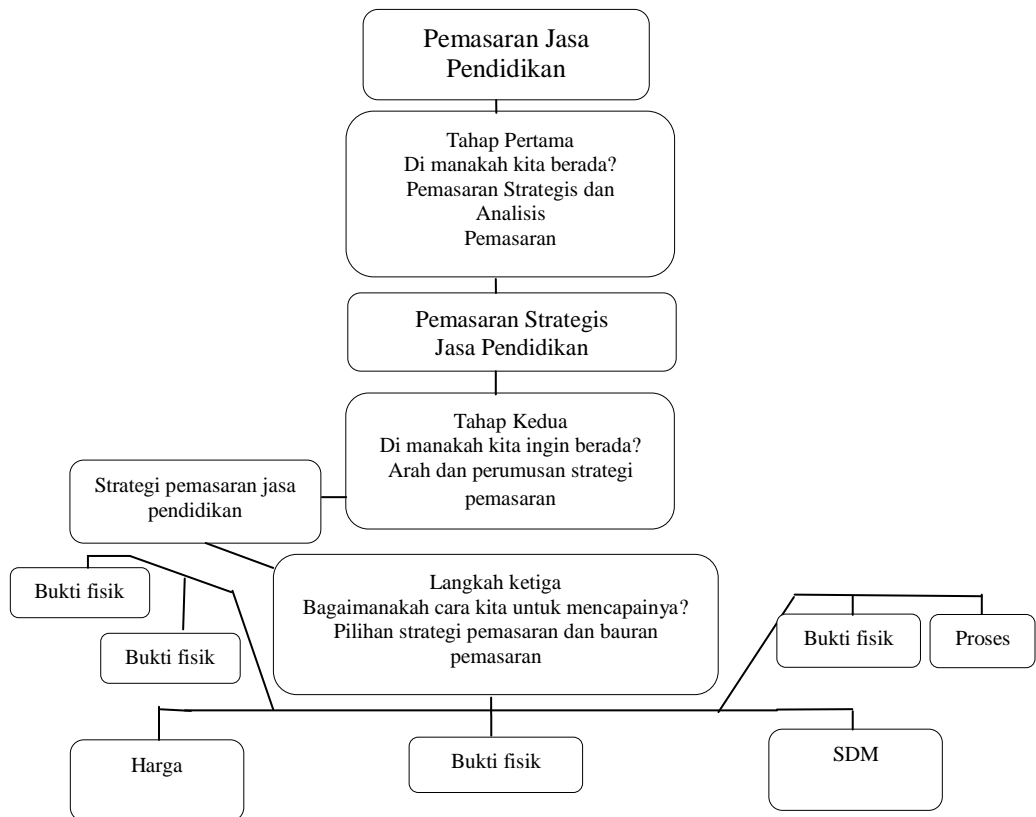 Pemasaran Jasa
Pendidikan
Tahap Pertama
Di manakah kita berada?
Pemasaran Strategis dan
Analisis
Pemasaran
Pemasaran Strategis
Jasa Pendidikan
Tahap Kedua
Di manakah kita ingin berada?
Arah dan perumusan strategi
pemasaran
Strategi pemasaran jasa
pendidikan
Langkah ketiga
Bagaimanakah cara kita untuk mencapainya?
Pilihan strategi pemasaran dan bauran
pemasaran
Bukti fisik
Bukti fisik
Bukti fisik
Proses
Harga
Bukti fisik
SDM